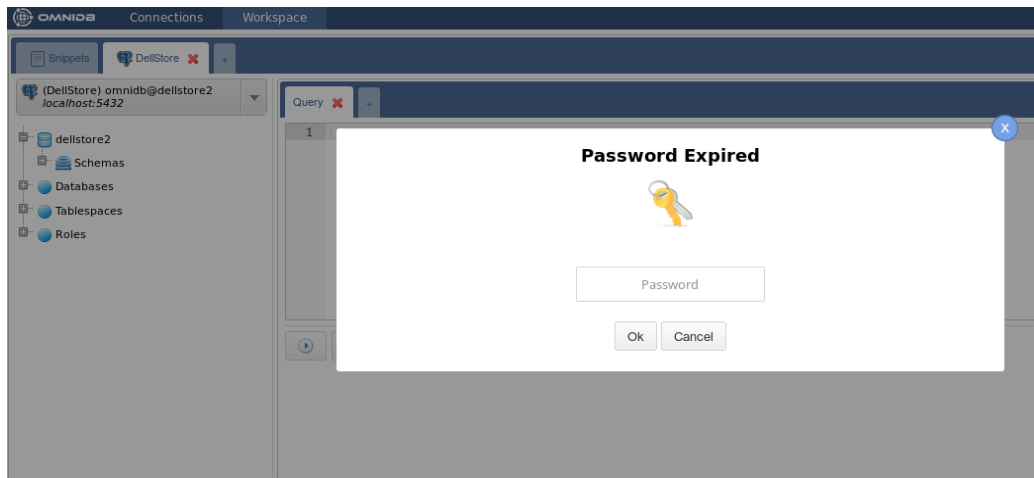 OMNIDB Connections Workspace
Snippets DellStore +
(DellStore) omnidb@dellstore2
localhost:5432
dellstore2
Schemas
Databases
Tablespaces
Roles
Query +
1
X
Password Expired
Password
Ok Cancel